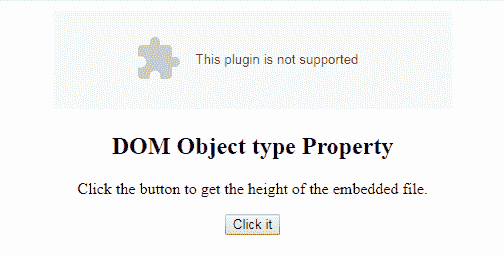 This plugin is not supported
DOM Object type Property
Click the button to get the height of the embedded file.
Click it